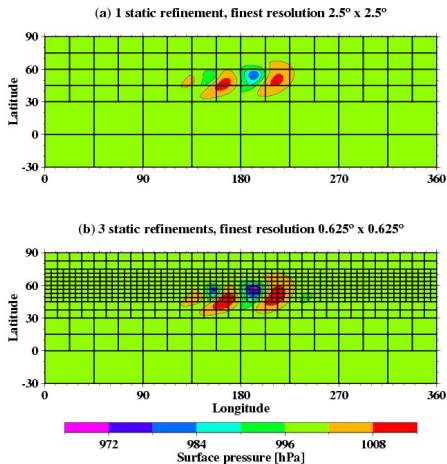 (a) 1 static refinement, finest resolution 2.5° x 2.5°
90
60
30
0
-30
Latitude
0 90 180 270 360
(b) 3 static refinements, finest resolution 0.625° x 0.625°
90
60
30
0
-30
Latitude
0 90 180 270 360
Longitude
972 984 996 1008
Surface pressure [hPa]